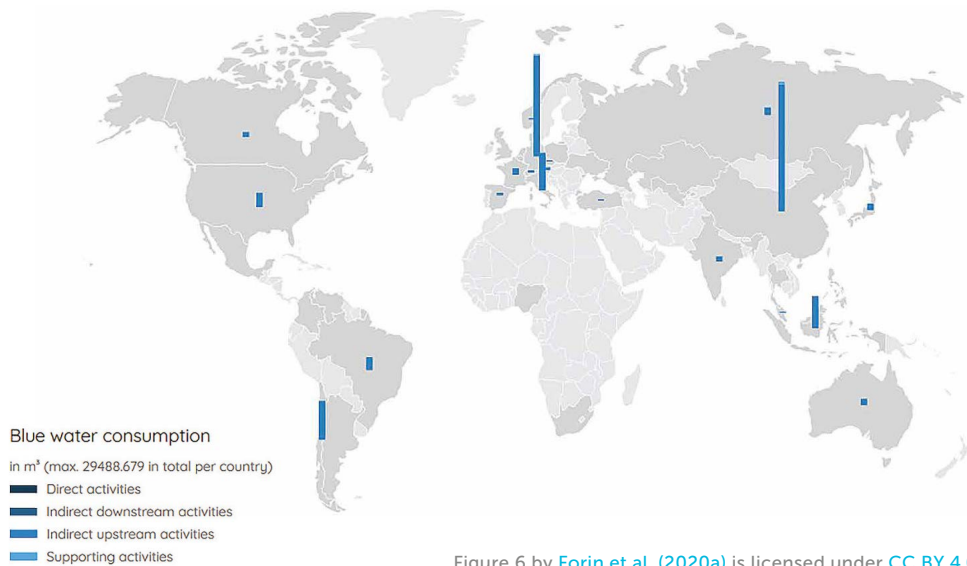 Blue water consumption
in m³ (max. 29488.679 in total per country)
Direct activities
Indirect downstream activities
Indirect upstream activities
Supporting activities
Figure 6 by Forin et al. (2020a) is licensed under CC BY 4